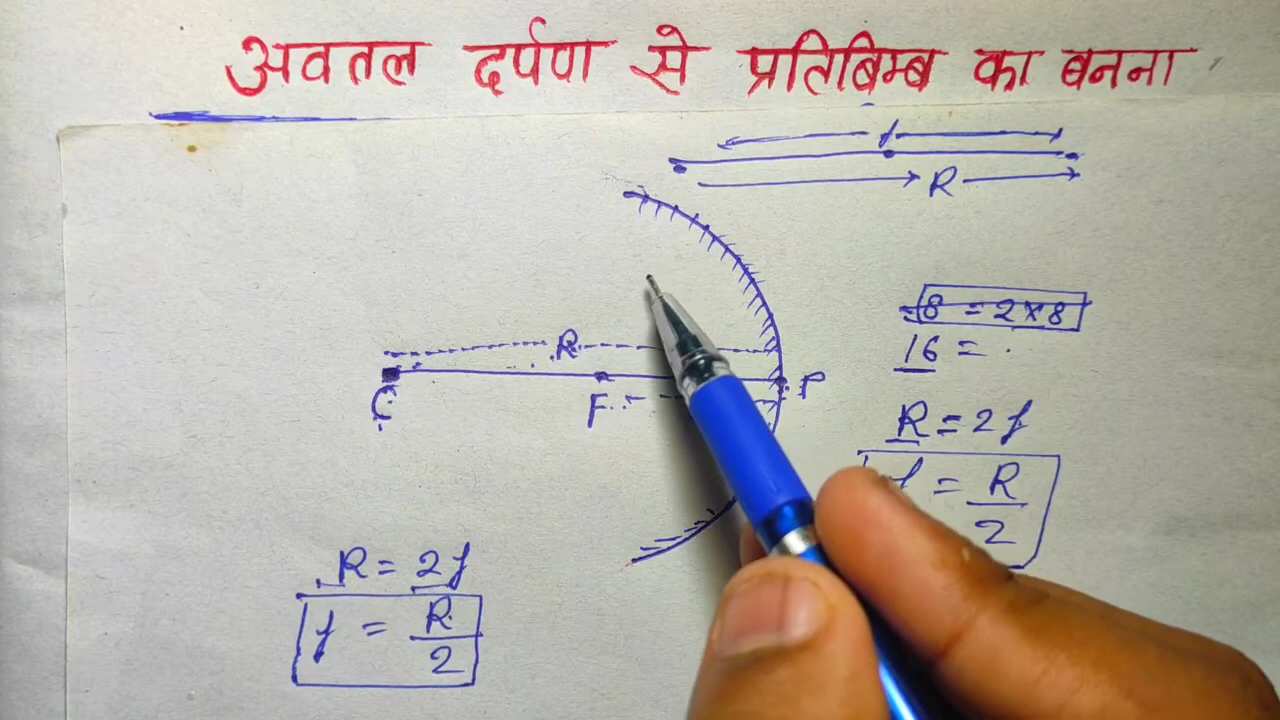 अवतल दर्पण से प्रतिबिम्ब का बनना
f
R
8 = 2×8
16 =
R
C
F
P
R = 2f
f = R/2
R = 2f
f = R/2